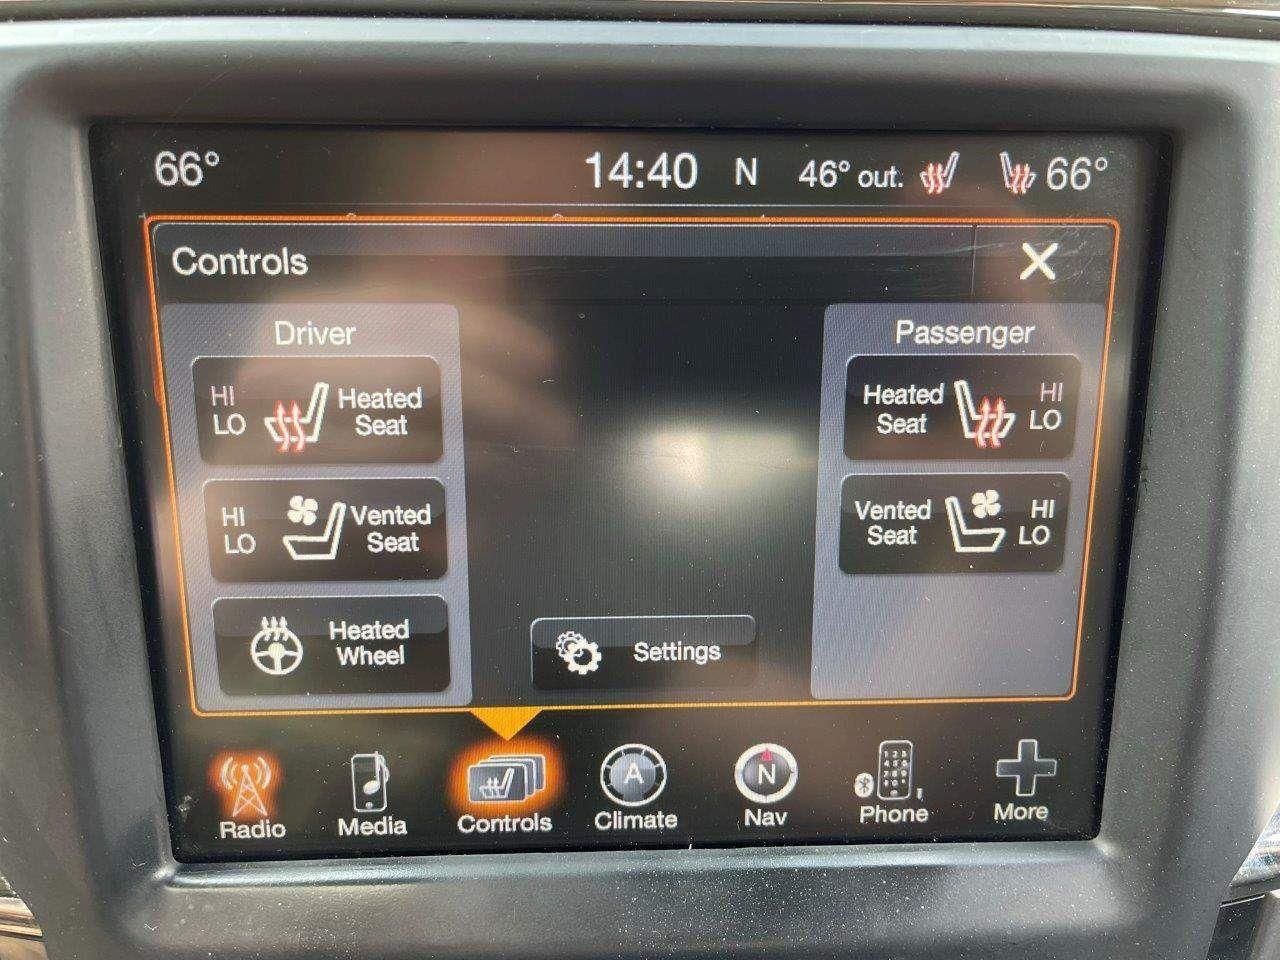 66° 14:40 N 46° out. 66°
Controls
Driver
HI
LO
Heated
Seat
HI
LO
Vented
Seat
Heated
Wheel
Settings
Passenger
Heated
Seat
HI
LO
Vented
Seat
HI
LO
Radio
Media
Controls
A
Climate
N
Nav
Phone
More